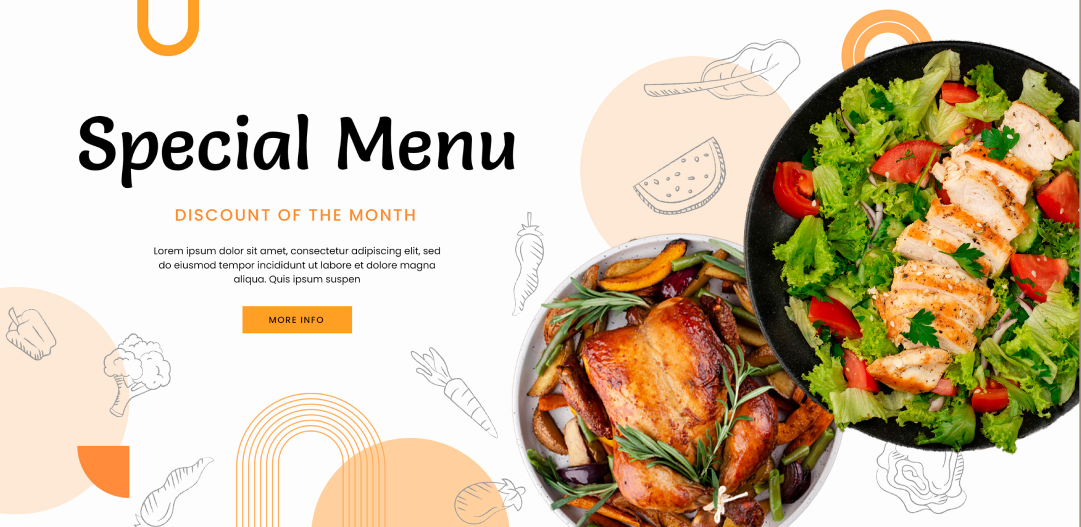 Special Menu
DISCOUNT OF THE MONTH
Lorem ipsum dolor sit amet, consectetur adipiscing elit, sed
do eiusmod tempor incididunt ut labore et dolore magna
aliqua. Quis ipsum suspen
MORE INFO